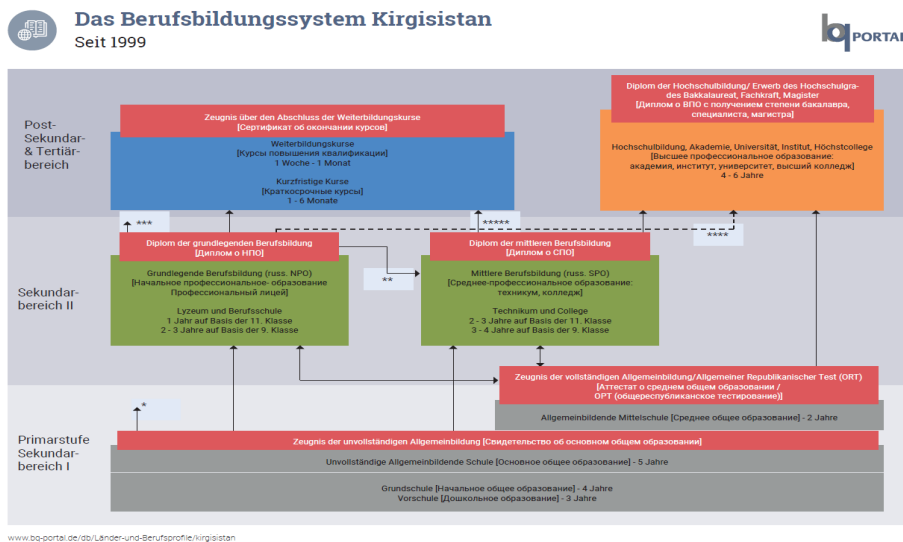 Das Berufsbildungssystem Kirgisistan
Seit 1999
bq PORTAL
Post-
Sekundar-
& Tertiär-
bereich
Zeugnis über den Abschluss der Weiterbildungskurse
[Сертификат об окончании курсов]
Weiterbildungskurse
[Курсы повышения квалификации]
1 Woche - 1 Monat
Kurzfristige Kurse
[Краткосрочные курсы]
1 - 6 Monate
Diplom der Hochschulbildung/ Erwerb des Hochschulgra-
des Bakkalaureat, Fachkraft, Magister
[Диплом о ВПО с получением степени бакалавра,
специалиста, магистра]
Hochschulbildung, Akademie, Universität, Institut, Höchstcollege
[Высшее профессиональное образование:
академия, институт, университет, высший колледж]
4 - 6 Jahre
***
*****
****
Sekundar-
bereich II
Diplom der grundlegenden Berufsbildung
[Диплом о НПО]
Grundlegende Berufsbildung (russ. NPO)
[Начальное профессиональное- образование
Профессиональный лицей]
Lyzeum und Berufsschule
1 Jahr auf Basis der 11. Klasse
2 - 3 Jahre auf Basis der 9. Klasse
**
Diplom der mittleren Berufsbildung
[Диплом о СПО]
Mittlere Berufsbildung (russ. SPO)
[Среднее-профессиональное образование:
техникум, колледж]
Technikum und College
2 - 3 Jahre auf Basis der 11. Klasse
3 - 4 Jahre auf Basis der 9. Klasse
Zeugnis der vollständigen Allgemeinbildung/Allgemeiner Republikanischer Test (ORT)
[Аттестат о среднем общем образовании /
ОРТ (общереспубликанское тестирование)]
Allgemeinbildende Mittelschule [Среднее общее образование] - 2 Jahre
*
Primarstufe
Sekundar-
bereich I
Zeugnis der unvollständigen Allgemeinbildung [Свидетельство об основном общем образовании]
Unvollständige Allgemeinbildende Schule [Основное общее образование] - 5 Jahre
Grundschule [Начальное общее образование] - 4 Jahre
Vorschule [Дошкольное образование] - 3 Jahre
www.bq-portal.de/db/Länder-und-Berufsprofile/kirgisistan